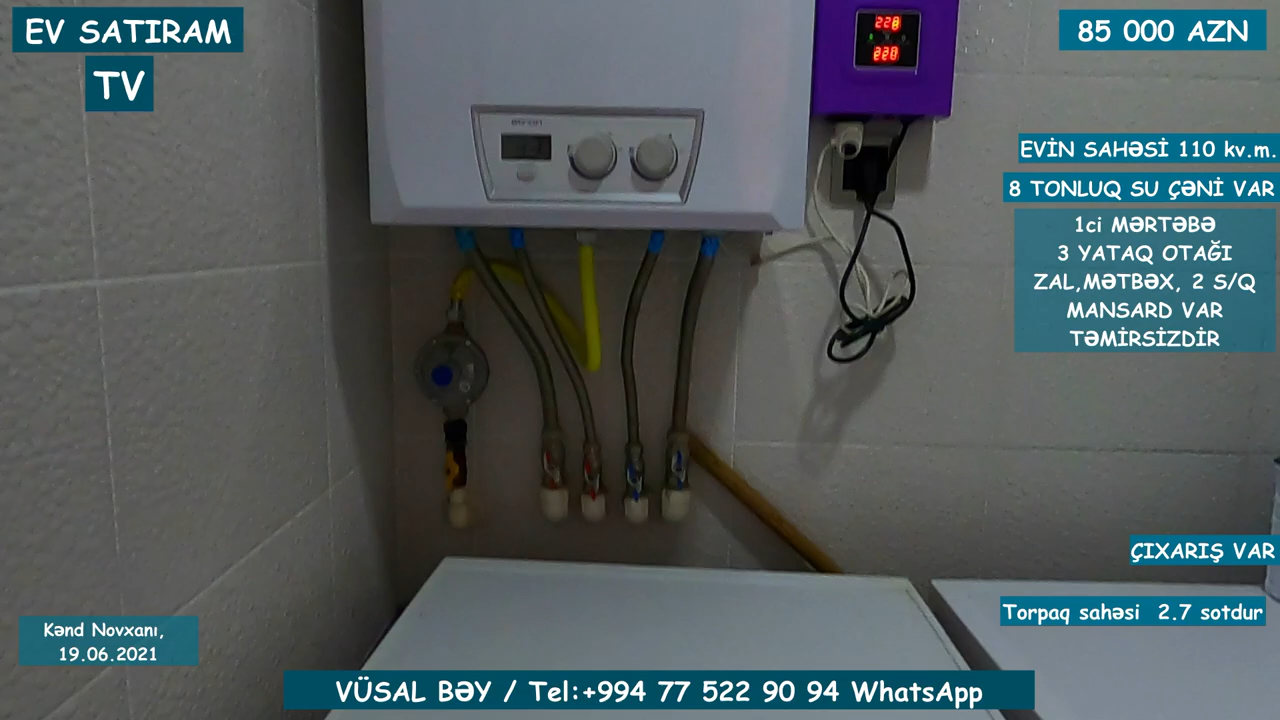 EV SATIRAM
TV
85 000 AZN
228
220
EVİN SAHƏSİ 110 kv.m.
8 TONLUQ SU ÇƏNİ VAR
1ci MƏRTƏBƏ
3 YATAQ OTAĞI
ZAL,MƏTBƏX, 2 S/Q
MANSARD VAR
TƏMİRSİZDİR
ÇIXARIŞ VAR
Torpaq sahəsi 2.7 sotdur
Kənd Novxanı,
19.06.2021
VÜSAL BƏY / Tel:+994 77 522 90 94 WhatsApp